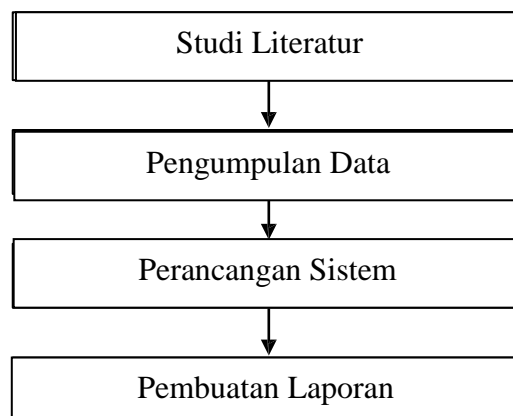 Studi Literatur
Pengumpulan Data
Perancangan Sistem
Pembuatan Laporan